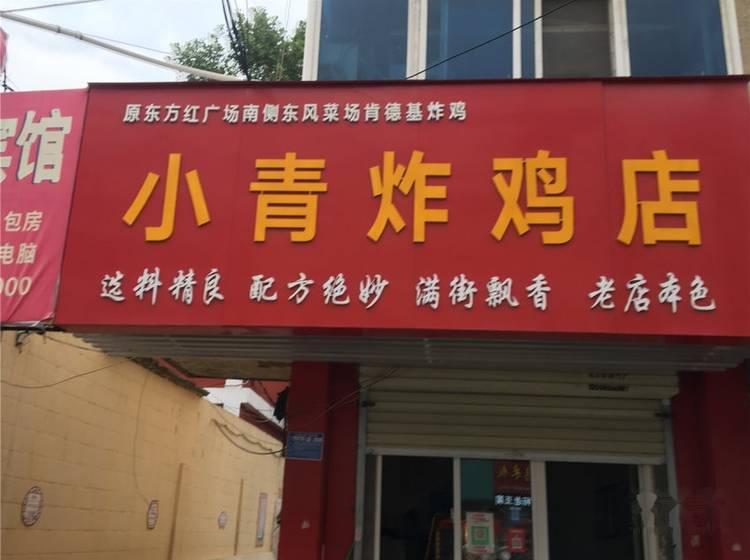 原东方红广场南侧东风菜场肯德基炸鸡
小青炸鸡店
选料精良 配方绝妙 满街飘香 老店本色
宾馆
包房
电脑
000